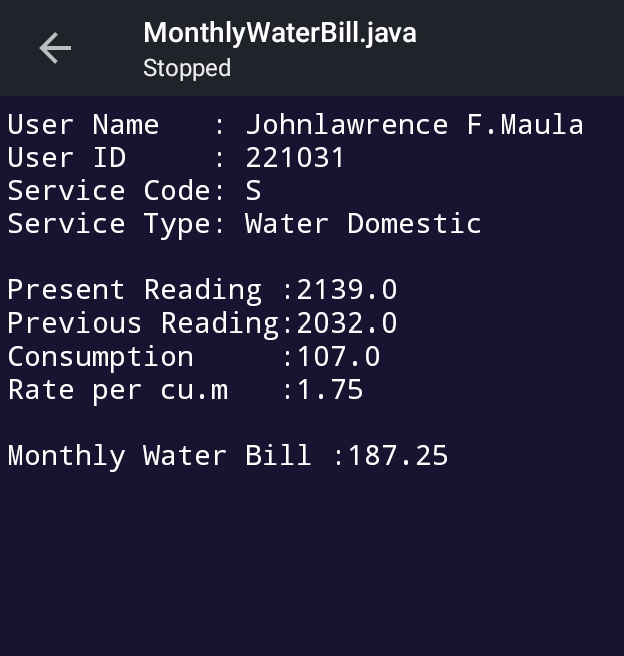 MonthlyWaterBill.java
Stopped
User Name   : Johnlawrence F.Maula
User ID     : 221031
Service Code: S
Service Type: Water Domestic
Present Reading :2139.0
Previous Reading:2032.0
Consumption     :107.0
Rate per cu.m   :1.75
Monthly Water Bill :187.25